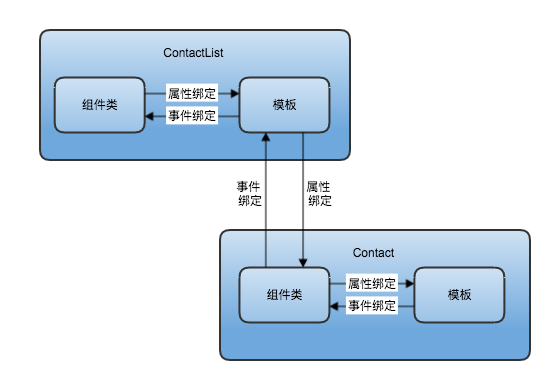 ContactList
组件类
属性绑定
事件绑定
模板
事件
绑定
属性
绑定
Contact
组件类
属性绑定
事件绑定
模板